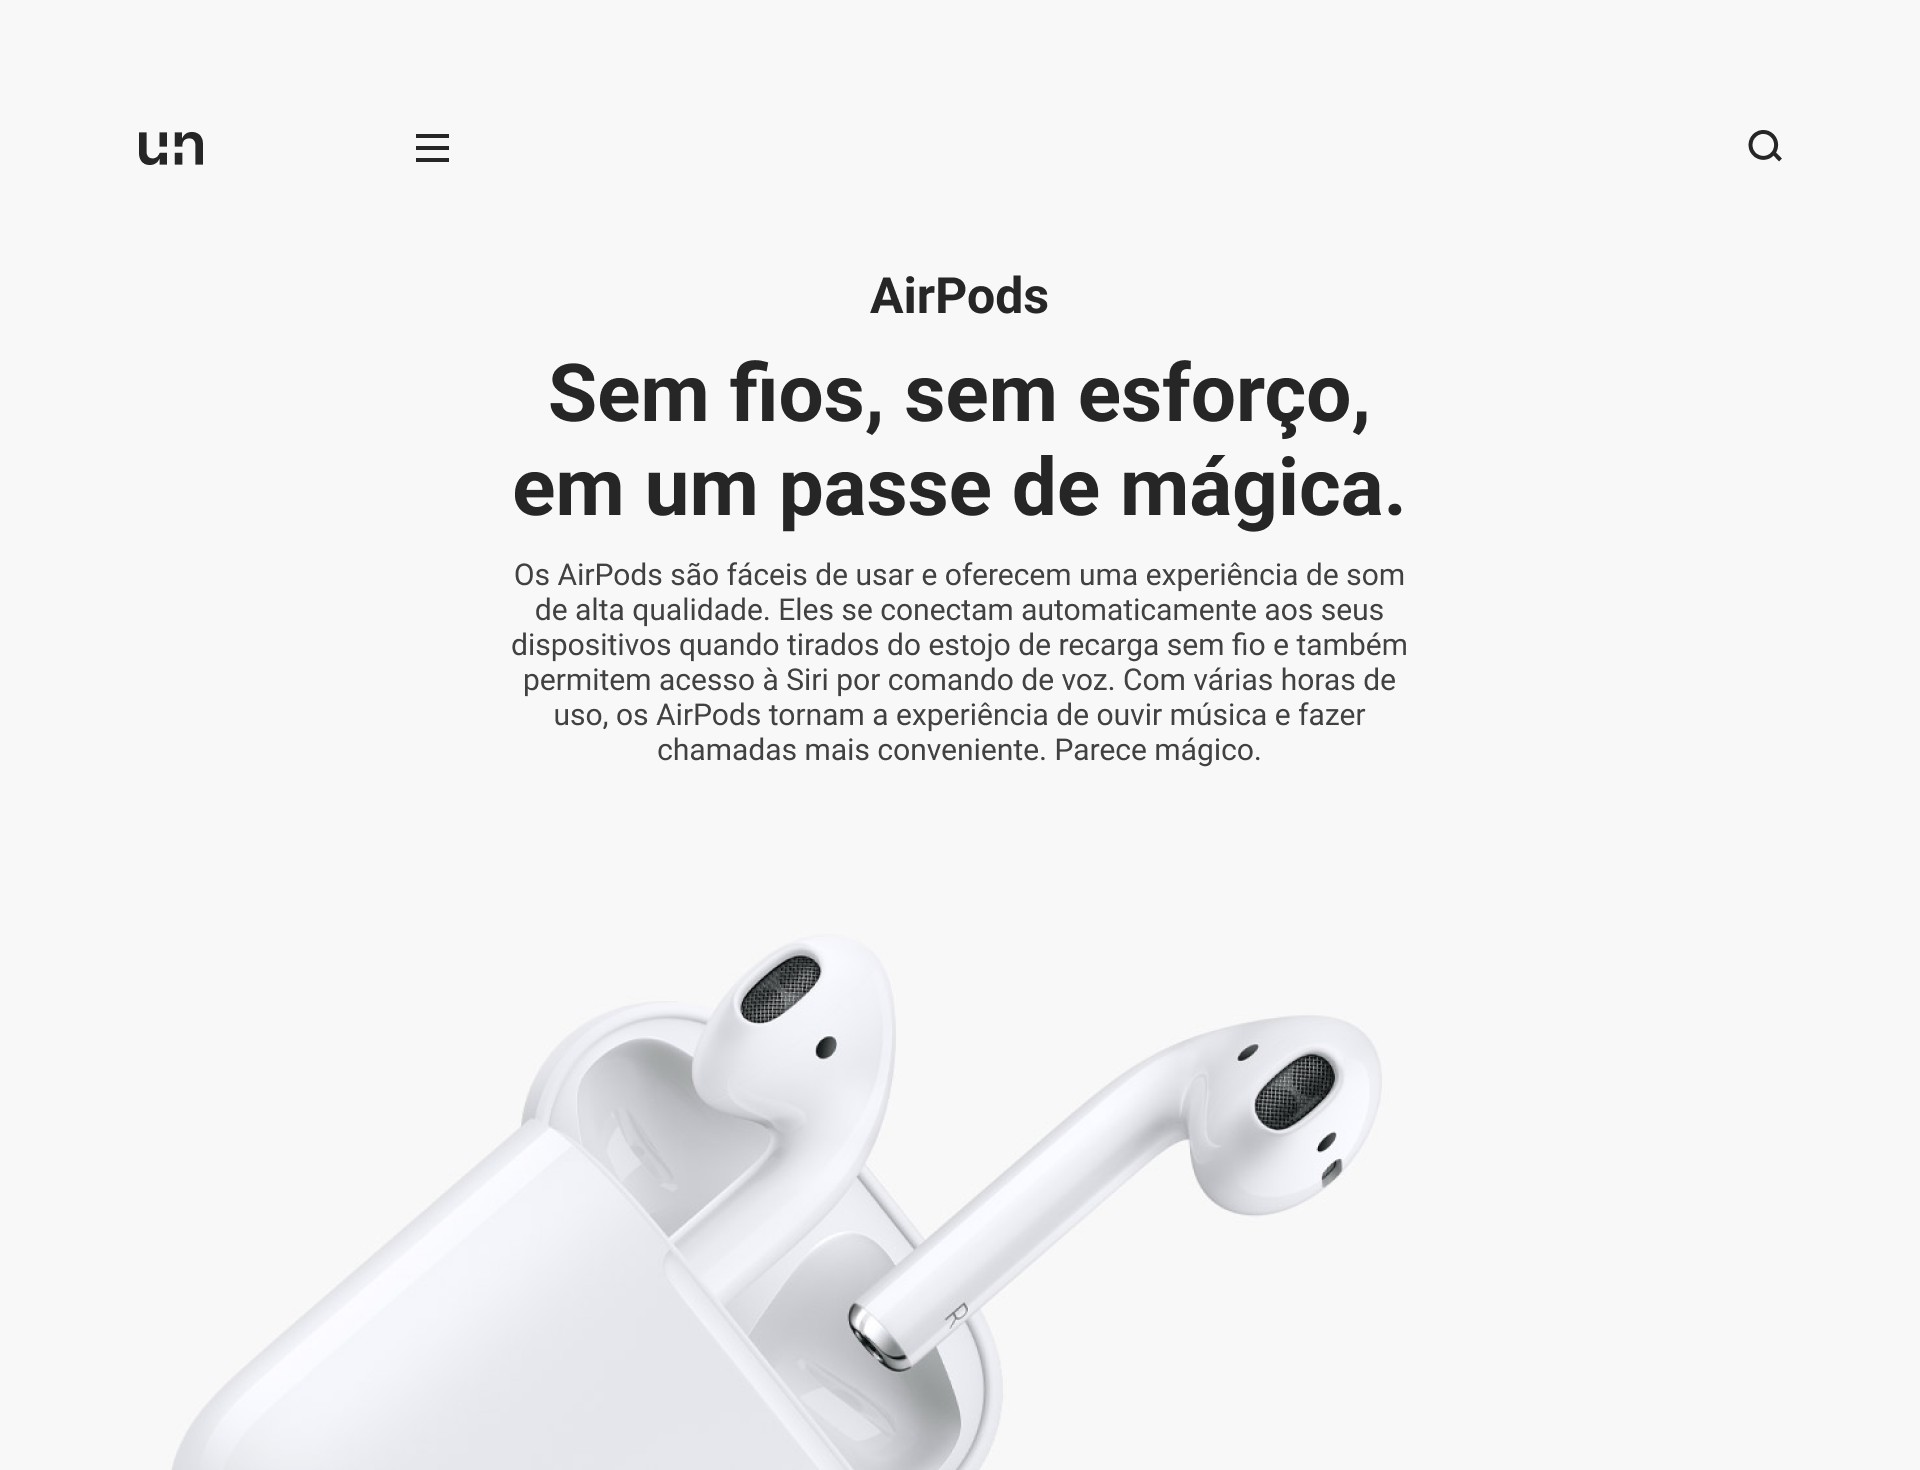 un
AirPods
Sem fios, sem esforço,
em um passe de mágica.
Os AirPods são fáceis de usar e oferecem uma experiência de som
de alta qualidade. Eles se conectam automaticamente aos seus
dispositivos quando tirados do estojo de recarga sem fio e também
permitem acesso à Siri por comando de voz. Com várias horas de
uso, os AirPods tornam a experiência de ouvir música e fazer
chamadas mais conveniente. Parece mágico.
R